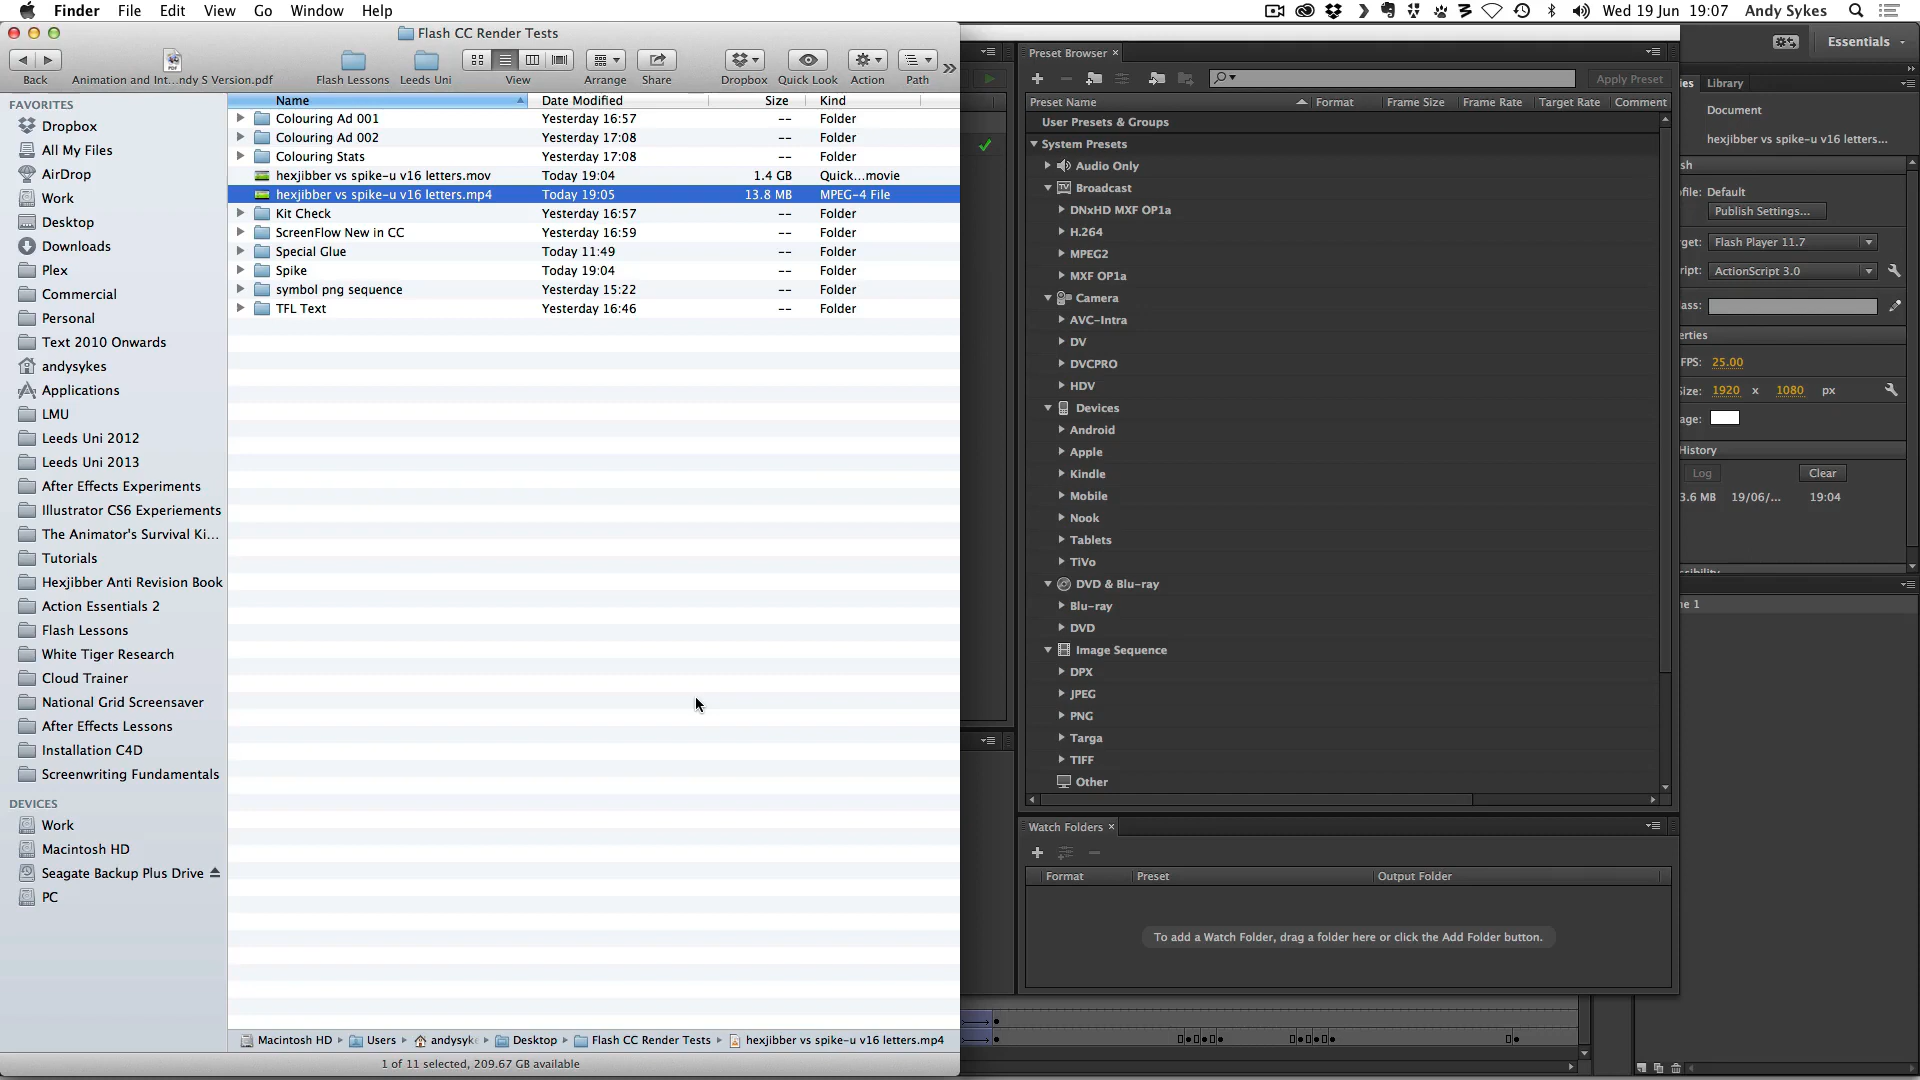 Finder File Edit View Go Window Help Wed 19 Jun 19:07 Andy Sykes
Flash CC Render Tests
Back Animation and Int...ndy S Version.pdf Flash Lessons Leeds Uni View Arrange Share Dropbox Quick Look Action Path
FAVORITES
Dropbox
All My Files
AirDrop
Work
Desktop
Downloads
Plex
Commercial
Personal
Text 2010 Onwards
andysykes
Applications
LMU
Leeds Uni 2012
Leeds Uni 2013
After Effects Experiments
Illustrator CS6 Experiements
The Animator's Survival Ki...
Tutorials
Hexjibber Anti Revision Book
Action Essentials 2
Flash Lessons
White Tiger Research
Cloud Trainer
National Grid Screensaver
After Effects Lessons
Installation C4D
Screenwriting Fundamentals
DEVICES
Work
Macintosh HD
Seagate Backup Plus Drive
PC
Name Date Modified Size Kind
Colouring Ad 001 Yesterday 16:57 -- Folder
Colouring Ad 002 Yesterday 17:08 -- Folder
Colouring Stats Yesterday 17:08 -- Folder
hexjibber vs spike-u v16 letters.mov Today 19:04 1.4 GB Quick...movie
hexjibber vs spike-u v16 letters.mp4 Today 19:05 13.8 MB MPEG-4 File
Kit Check Yesterday 16:57 -- Folder
ScreenFlow New in CC Yesterday 16:59 -- Folder
Special Glue Today 11:49 -- Folder
Spike Today 19:04 -- Folder
symbol png sequence Yesterday 15:22 -- Folder
TFL Text Yesterday 16:46 -- Folder
Macintosh HD Users andysyke Desktop Flash CC Render Tests hexjibber vs spike-u v16 letters.mp4
1 of 11 selected, 209.67 GB available
Preset Browser
Apply Preset
Preset Name Format Frame Size Frame Rate Target Rate Comment
User Presets & Groups
System Presets
Audio Only
Broadcast
DNxHD MXF OP1a
H.264
MPEG2
MXF OP1a
Camera
AVC-Intra
DV
DVCPRO
HDV
Devices
Android
Apple
Kindle
Mobile
Nook
Tablets
TiVo
DVD & Blu-ray
Blu-ray
DVD
Image Sequence
DPX
JPEG
PNG
Targa
TIFF
Other
Watch Folders
Format Preset Output Folder
To add a Watch Folder, drag a folder here or click the Add Folder button.
Essentials
ies Library
Document
hexjibber vs spike-u v16 letters...
sh
file: Default
Publish Settings...
get: Flash Player 11.7
ript: ActionScript 3.0
ass:
erties
FPS: 25.00
ize: 1920 x 1080 px
age:
History
Log Clear
3.6 MB 19/06/... 19:04
ne 1